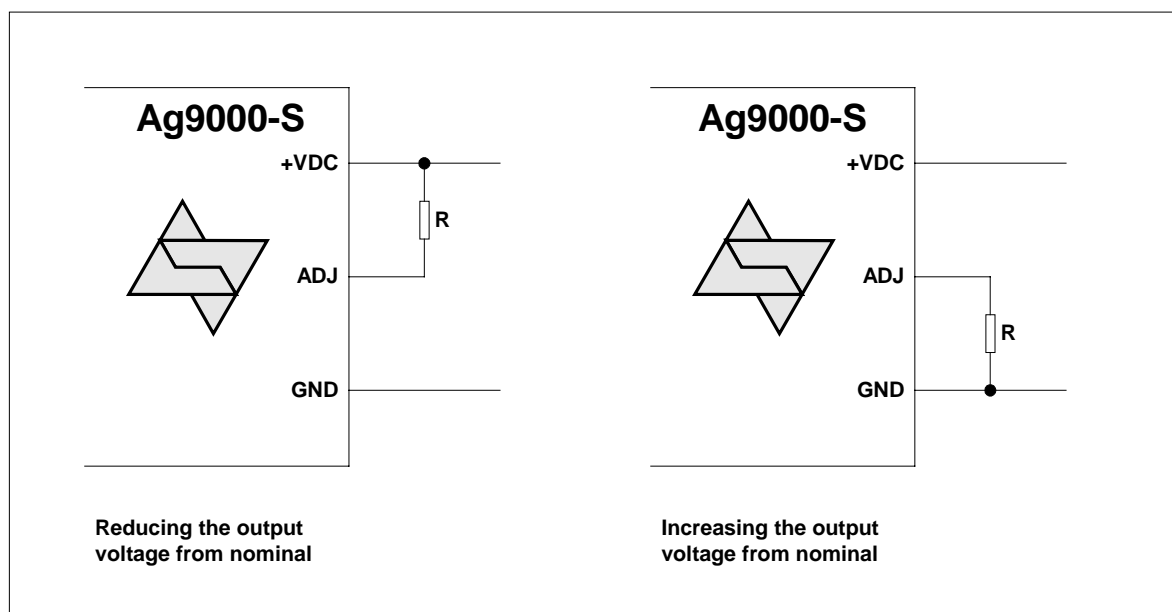 Ag9000-S
+VDC
R
ADJ
GND
Reducing the output
voltage from nominal
Ag9000-S
+VDC
ADJ
R
GND
Increasing the output
voltage from nominal